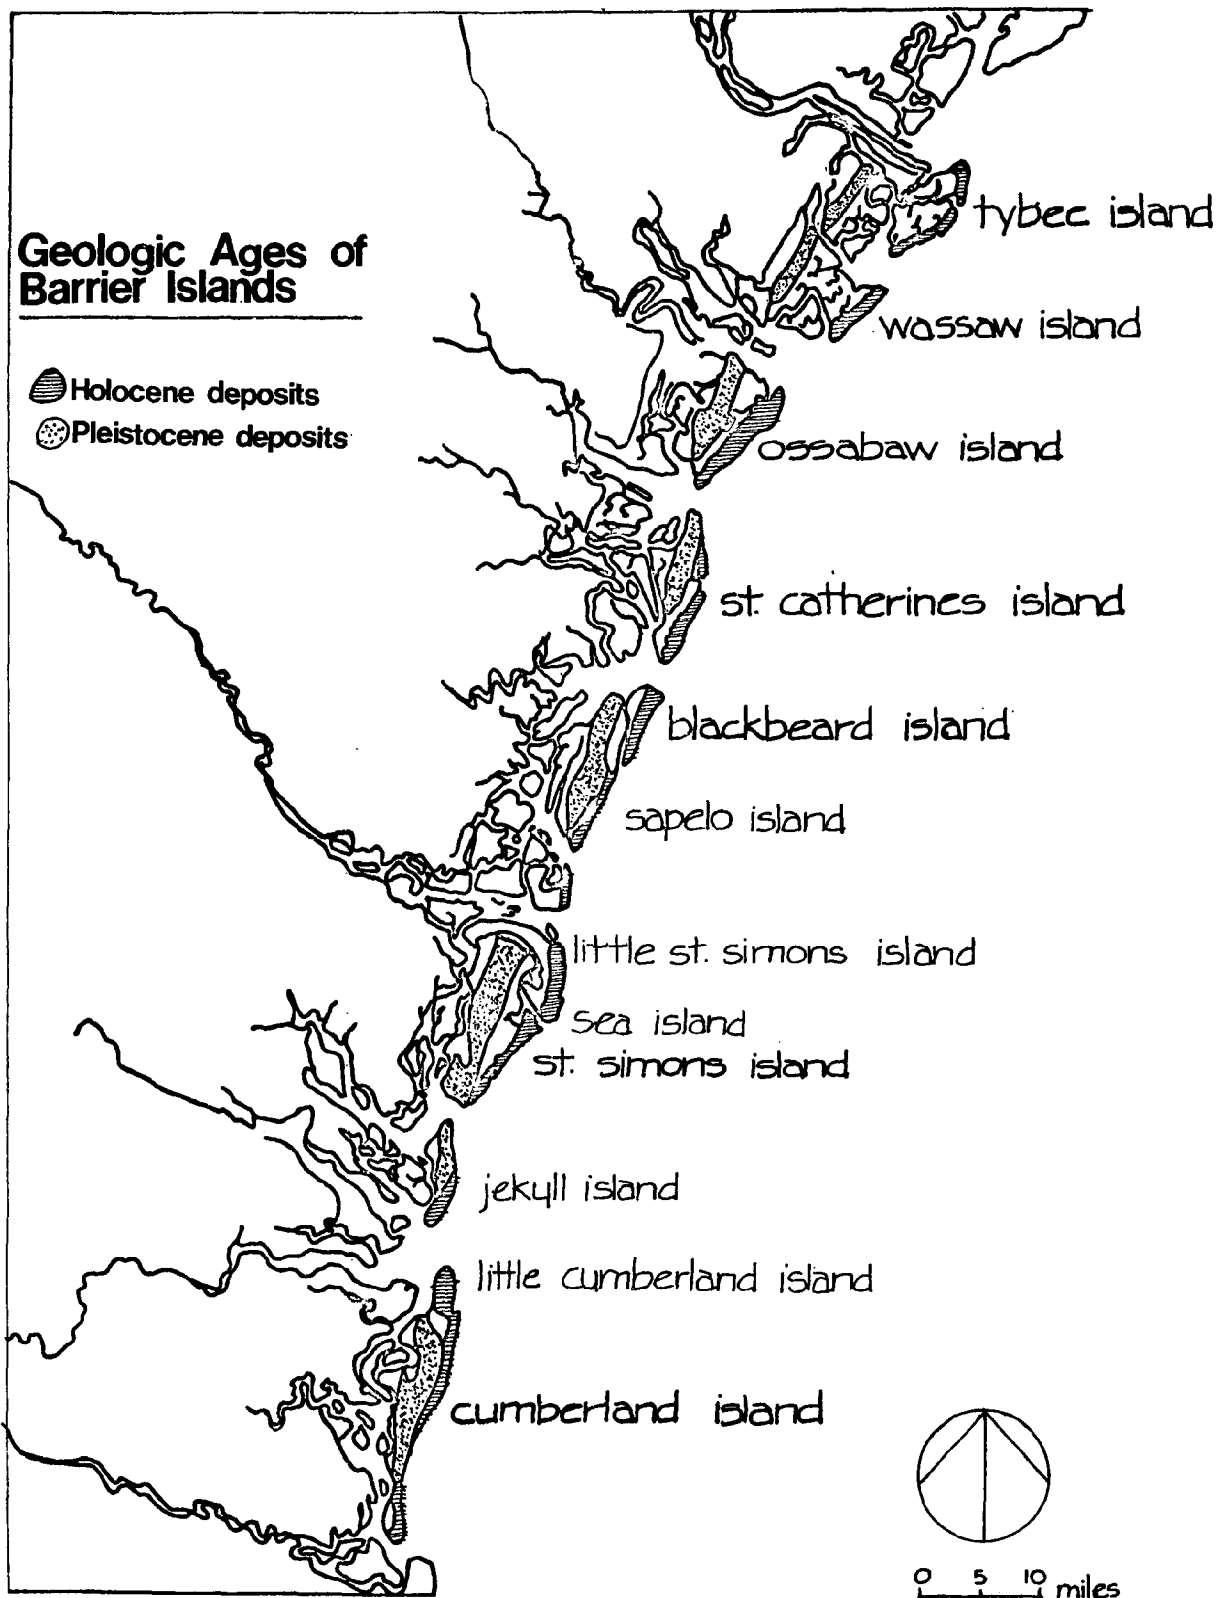 Geologic Ages of
Barrier Islands
Holocene deposits
Pleistocene deposits
tybee island
wassaw island
ossabaw island
st. catherines island
blackbeard island
sapelo island
little st. simons island
sea island
st. simons island
jekyll island
little cumberland island
cumberland island
0 5 10 miles